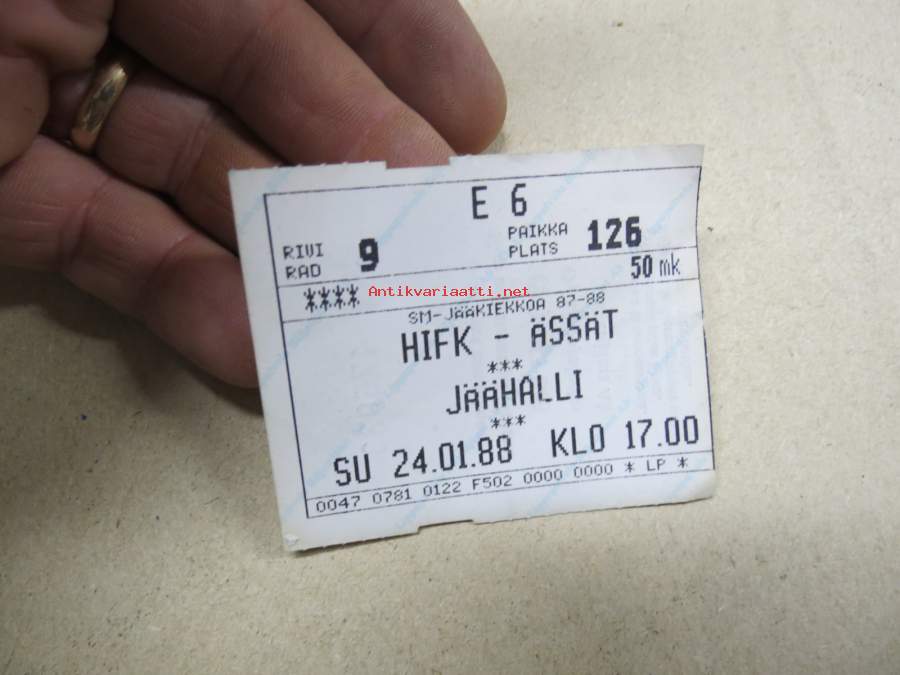 E 6
RIVI 9 PAIKKA 126
RAD PLATS
50 mk
**** Antikvariaatti.net
SM-JÄÄKIEKKOA 87-88
HIFK - ÄSSÄT
***
JÄÄHALLI
***
SU 24.01.88 KLO 17.00
0047 0781 0122 F502 0000 0000 * LP *